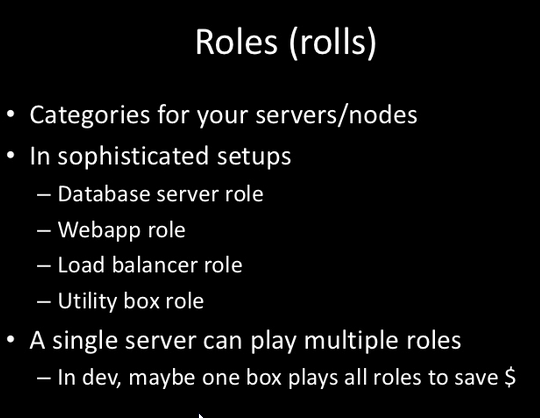 Roles (rolls)
• Categories for your servers/nodes
• In sophisticated setups
– Database server role
– Webapp role
– Load balancer role
– Utility box role
• A single server can play multiple roles
– In dev, maybe one box plays all roles to save $